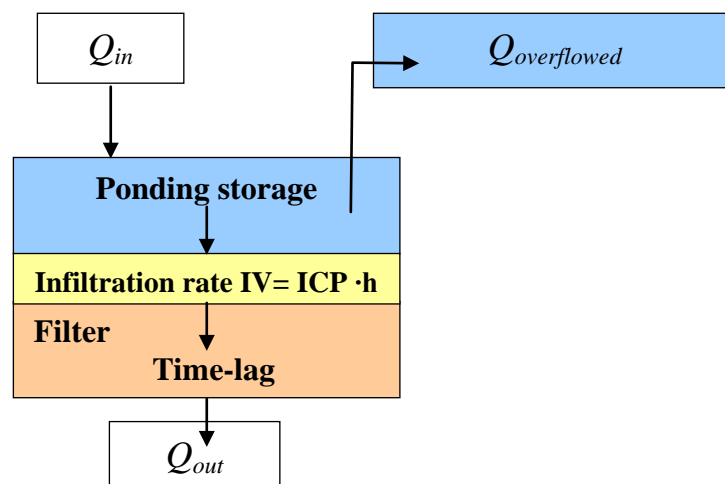 Qin
Qoverflowed
Ponding storage
Infiltration rate IV= ICP ·h
Filter
Time-lag
Qout